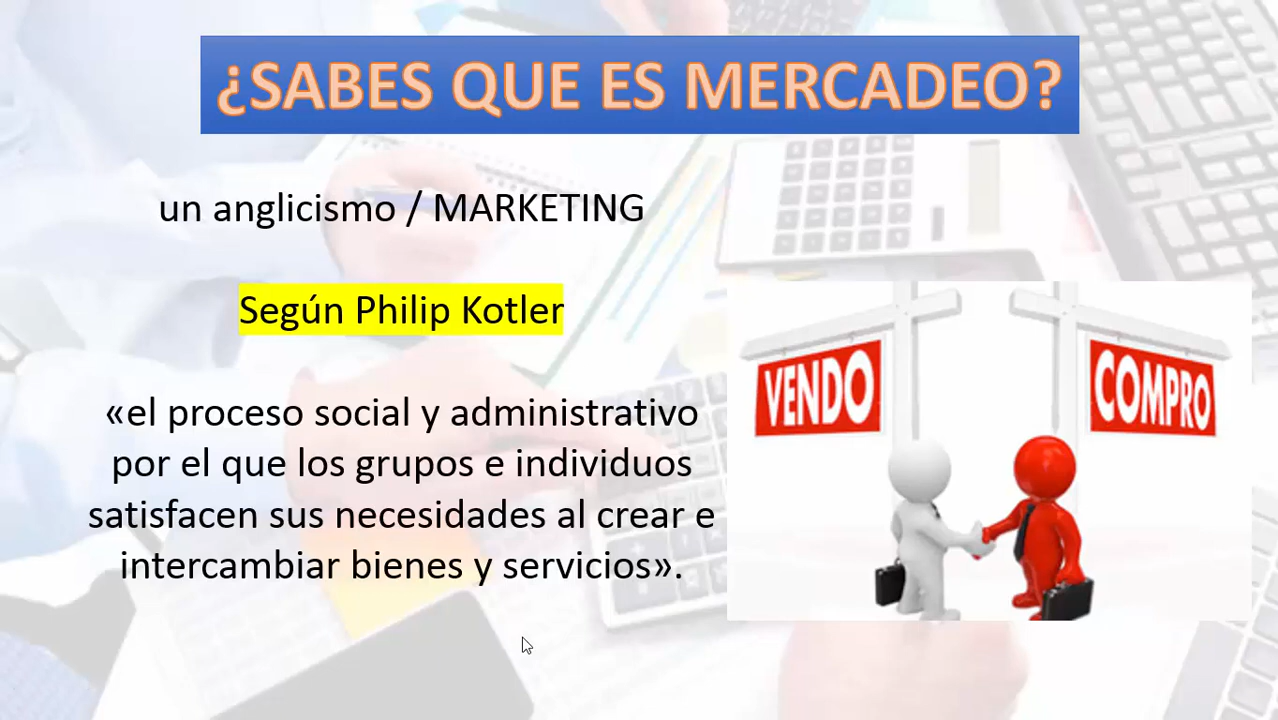 ¿SABES QUE ES MERCADEO?
un anglicismo / MARKETING
Según Philip Kotler
«el proceso social y administrativo
por el que los grupos e individuos
satisfacen sus necesidades al crear e
intercambiar bienes y servicios».
VENDO
COMPRO